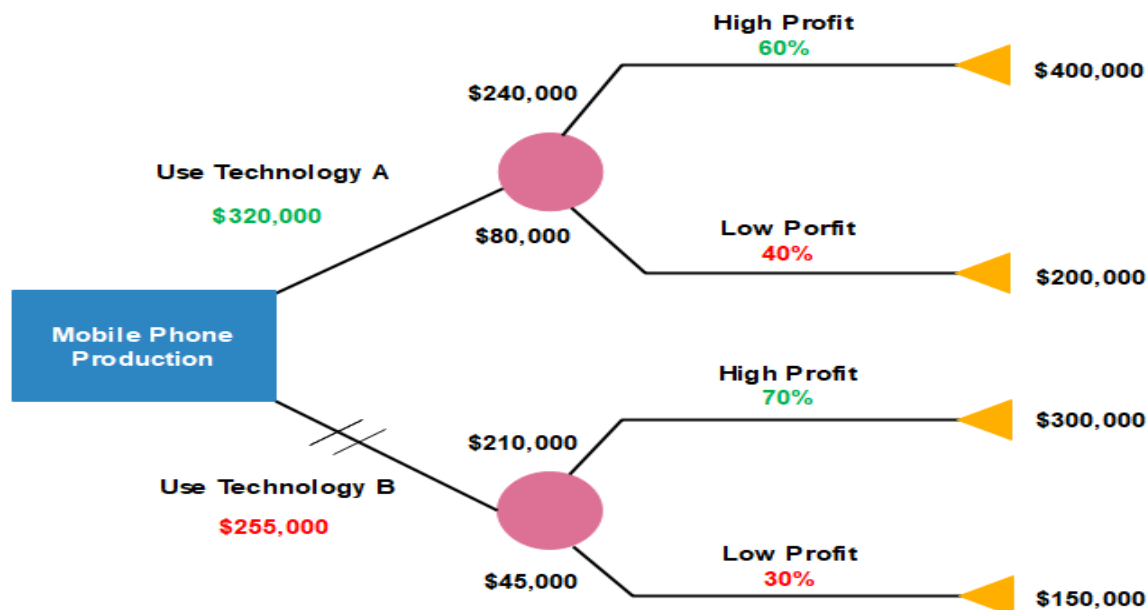 High Profit
60%
$400,000
$240,000
Use Technology A
$320,000
$80,000
Low Porfit
40%
$200,000
Mobile Phone
Production
High Profit
70%
$300,000
$210,000
Use Technology B
$255,000
$45,000
Low Profit
30%
$150,000